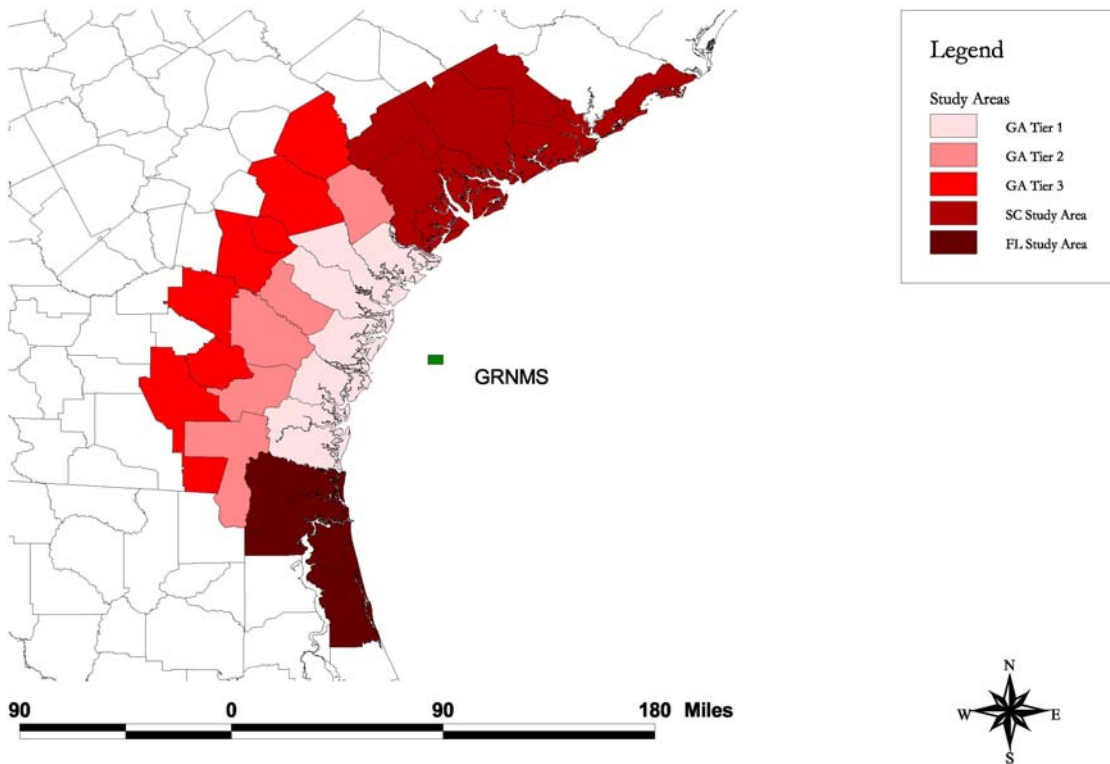 Legend
Study Areas
GA Tier 1
GA Tier 2
GA Tier 3
SC Study Area
FL Study Area
GRNMS
90 0 90 180 Miles
N
W E
S